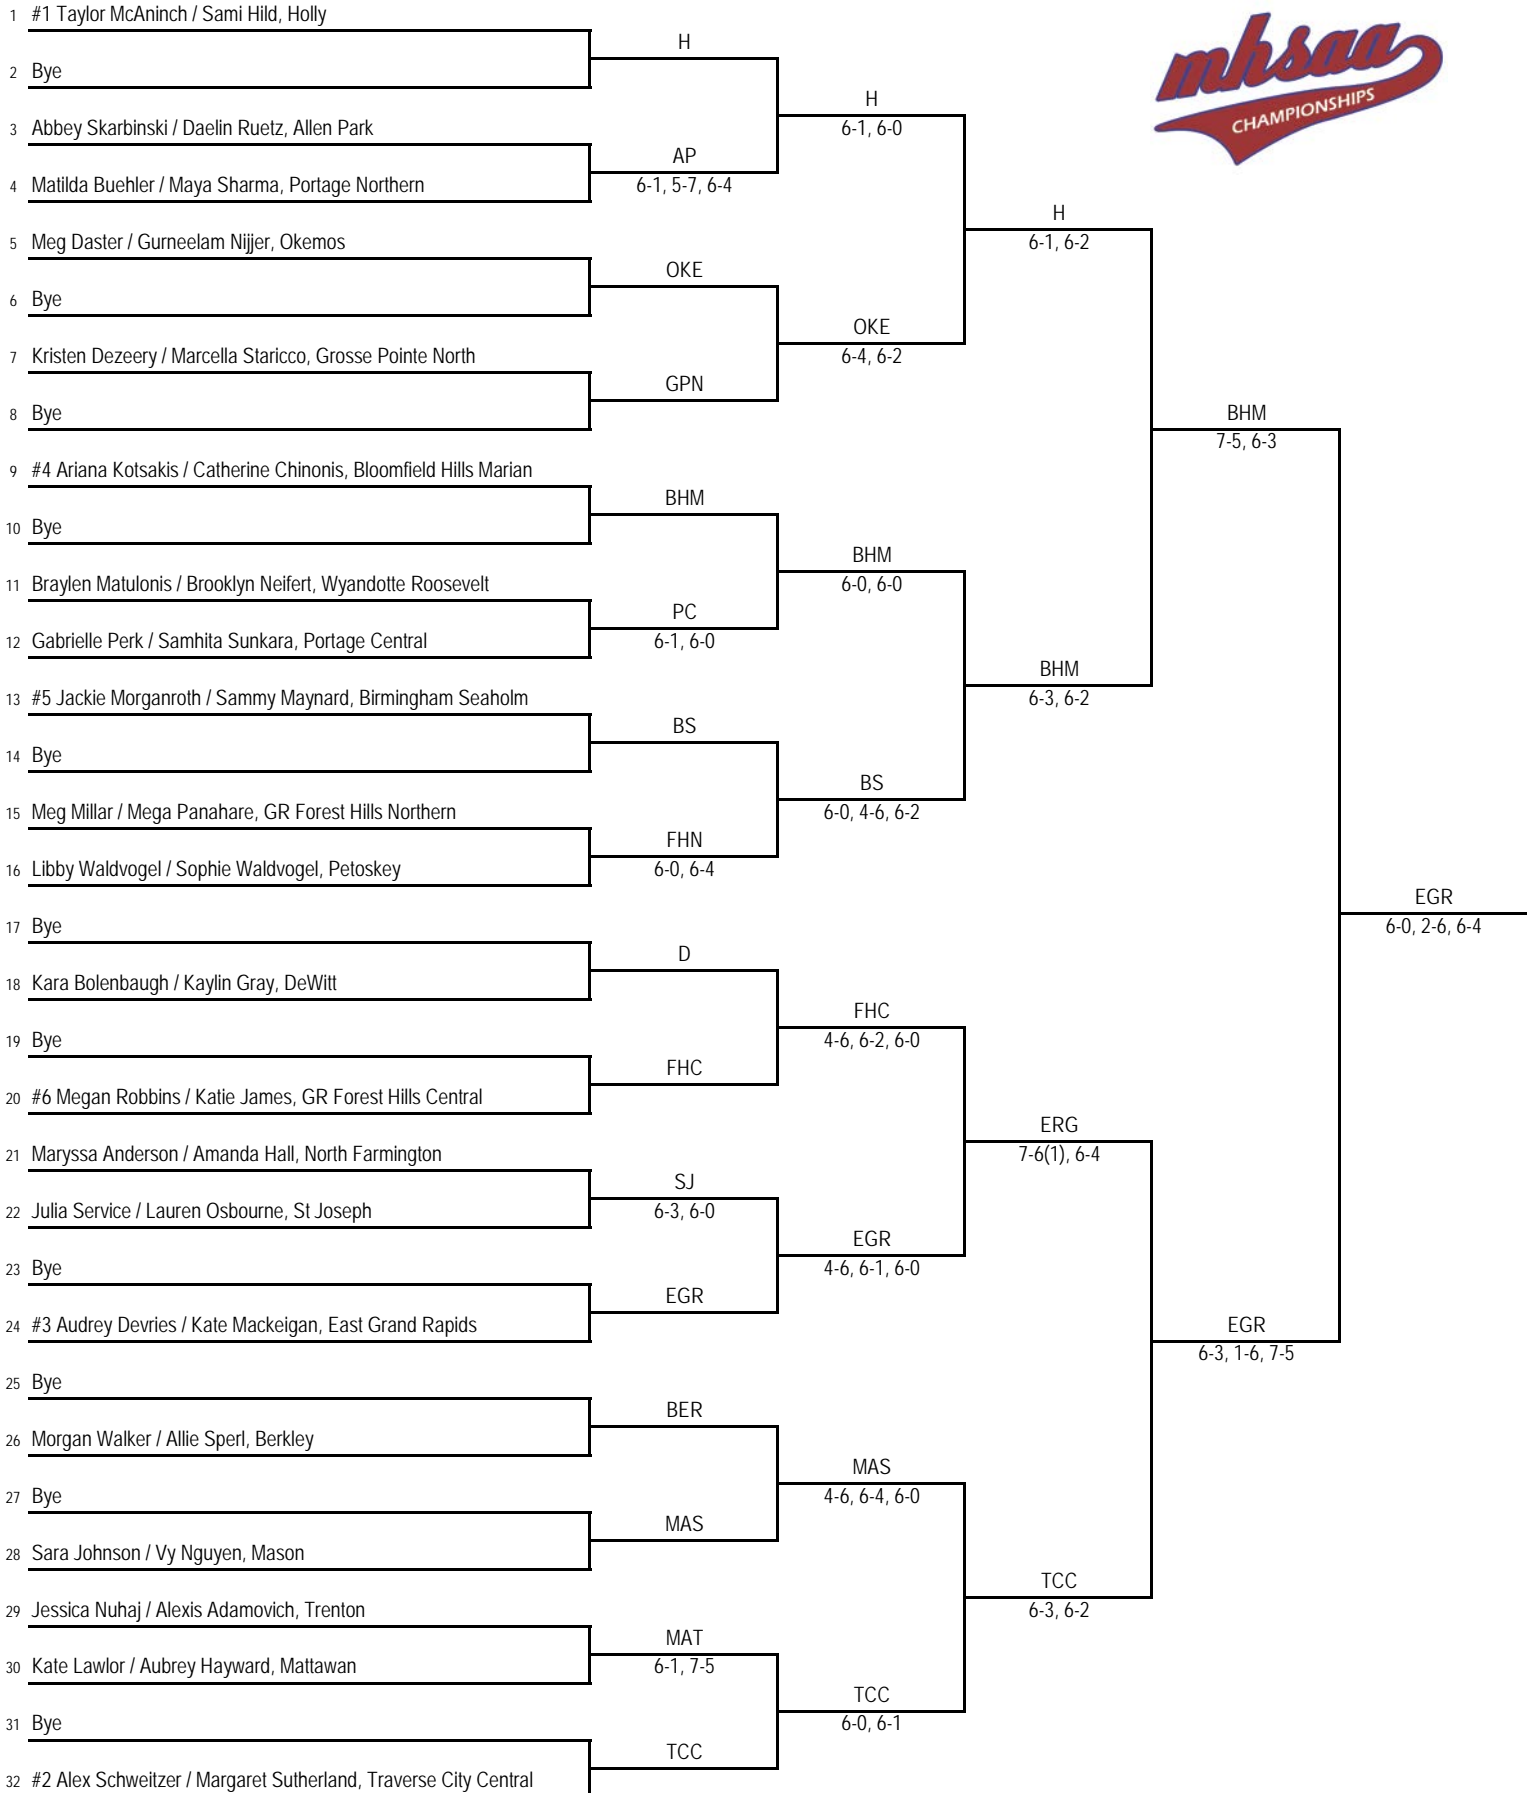 1 #1 Taylor McAninch / Sami Hild, Holly
2 Bye
3 Abbey Skarbinski / Daelin Ruetz, Allen Park
4 Matilda Buehler / Maya Sharma, Portage Northern
5 Meg Daster / Gurneelam Nijjer, Okemos
6 Bye
7 Kristen Dezeery / Marcella Staricco, Grosse Pointe North
8 Bye
9 #4 Ariana Kotsakis / Catherine Chinonis, Bloomfield Hills Marian
10 Bye
11 Braylen Matulonis / Brooklyn Neifert, Wyandotte Roosevelt
12 Gabrielle Perk / Samhita Sunkara, Portage Central
13 #5 Jackie Morganroth / Sammy Maynard, Birmingham Seaholm
14 Bye
15 Meg Millar / Mega Panahare, GR Forest Hills Northern
16 Libby Waldvogel / Sophie Waldvogel, Petoskey
17 Bye
18 Kara Bolenbaugh / Kaylin Gray, DeWitt
19 Bye
20 #6 Megan Robbins / Katie James, GR Forest Hills Central
21 Maryssa Anderson / Amanda Hall, North Farmington
22 Julia Service / Lauren Osbourne, St Joseph
23 Bye
24 #3 Audrey Devries / Kate Mackeigan, East Grand Rapids
25 Bye
26 Morgan Walker / Allie Sperl, Berkley
27 Bye
28 Sara Johnson / Vy Nguyen, Mason
29 Jessica Nuhaj / Alexis Adamovich, Trenton
30 Kate Lawlor / Aubrey Hayward, Mattawan
31 Bye
32 #2 Alex Schweitzer / Margaret Sutherland, Traverse City Central
H
AP
6-1, 5-7, 6-4
OKE
GPN
BHM
PC
6-1, 6-0
BS
FHN
6-0, 6-4
D
FHC
SJ
6-3, 6-0
EGR
BER
MAS
MAT
6-1, 7-5
TCC
H
6-1, 6-0
OKE
6-4, 6-2
BHM
6-0, 6-0
BS
6-0, 4-6, 6-2
FHC
4-6, 6-2, 6-0
EGR
4-6, 6-1, 6-0
MAS
4-6, 6-4, 6-0
TCC
6-0, 6-1
H
6-1, 6-2
BHM
6-3, 6-2
ERG
7-6(1), 6-4
TCC
6-3, 6-2
BHM
7-5, 6-3
EGR
6-3, 1-6, 7-5
EGR
6-0, 2-6, 6-4
mhsaa
CHAMPIONSHIPS